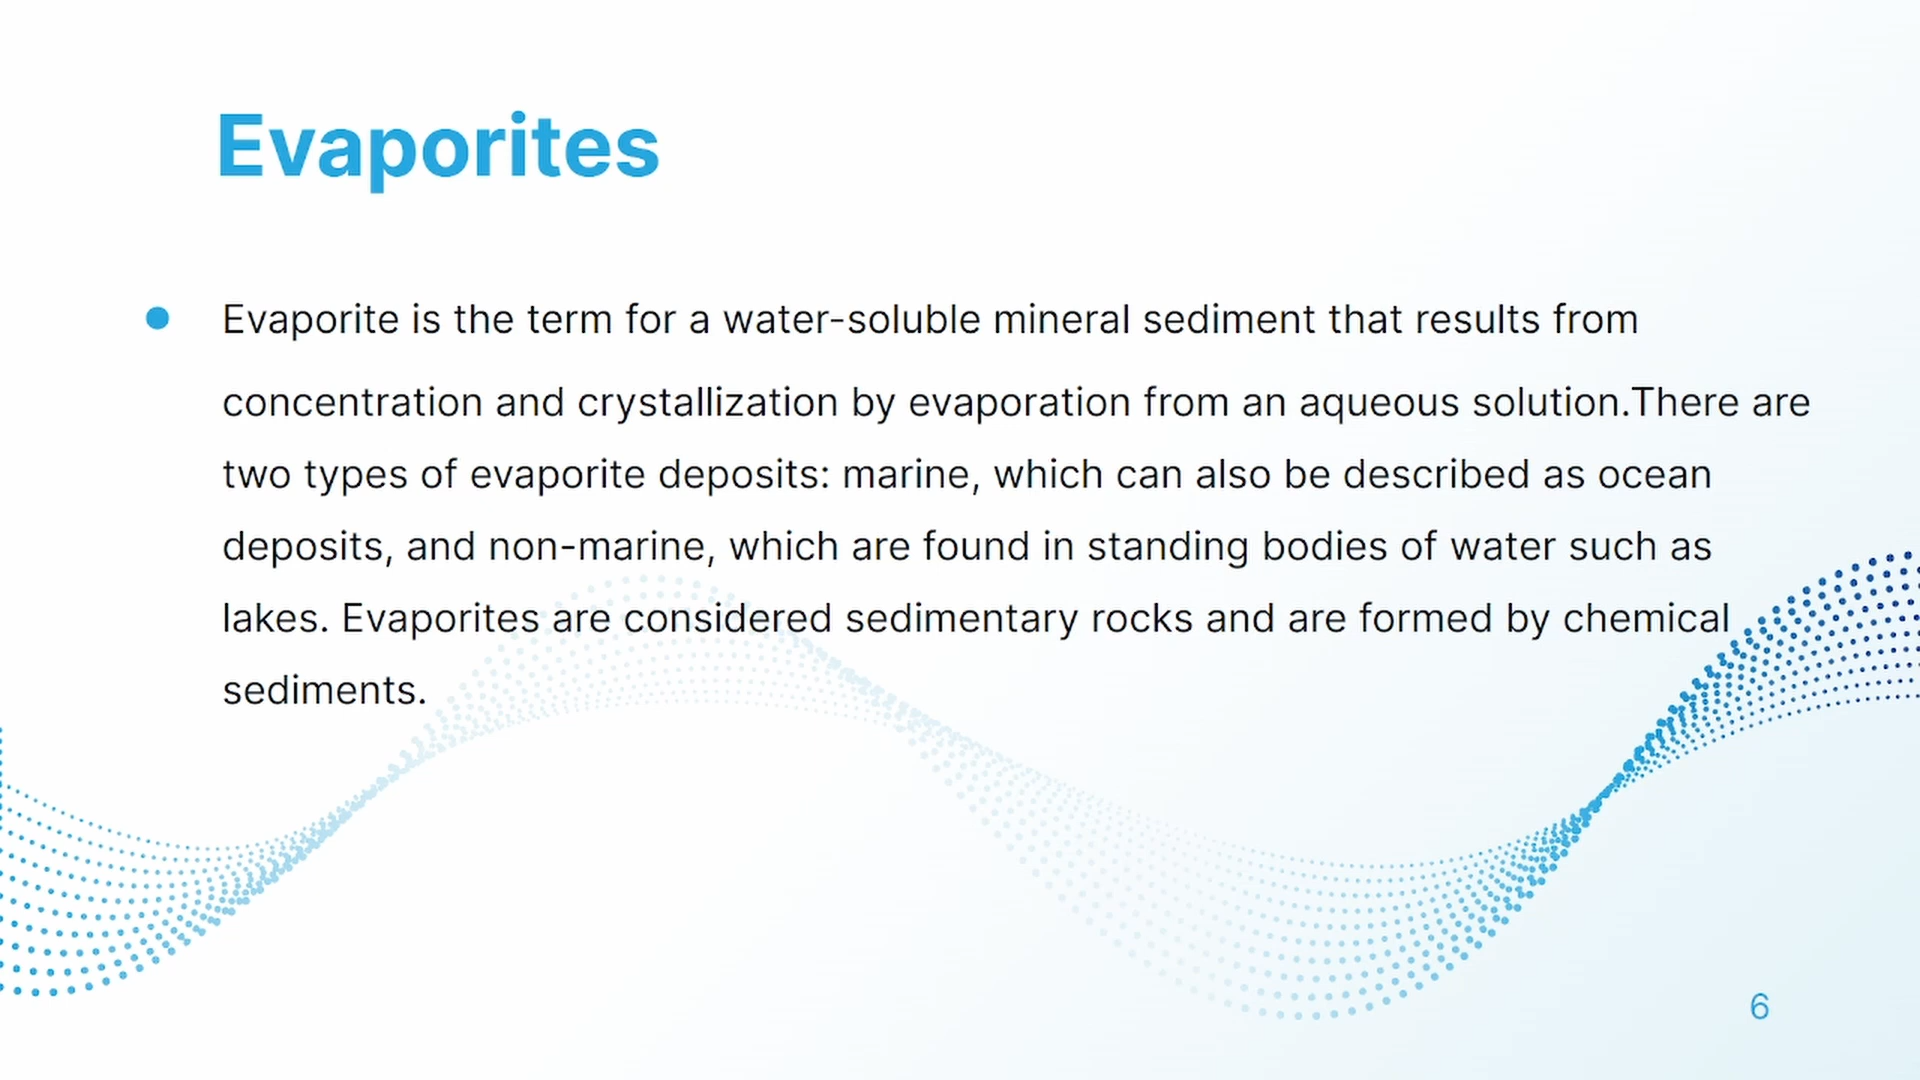 Evaporites
Evaporite is the term for a water-soluble mineral sediment that results from
concentration and crystallization by evaporation from an aqueous solution.There are
two types of evaporite deposits: marine, which can also be described as ocean
deposits, and non-marine, which are found in standing bodies of water such as
lakes. Evaporites are considered sedimentary rocks and are formed by chemical
sediments.
6